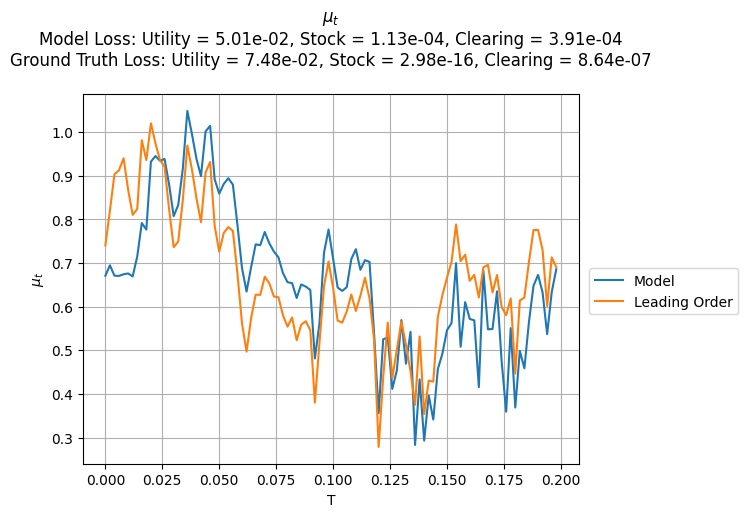 μ_t
Model Loss: Utility = 5.01e-02, Stock = 1.13e-04, Clearing = 3.91e-04
Ground Truth Loss: Utility = 7.48e-02, Stock = 2.98e-16, Clearing = 8.64e-07
1.0
0.9
0.8
0.7
0.6
0.5
0.4
0.3
μ_t
0.000
0.025
0.050
0.075
0.100
0.125
0.150
0.175
0.200
T
Model
Leading Order